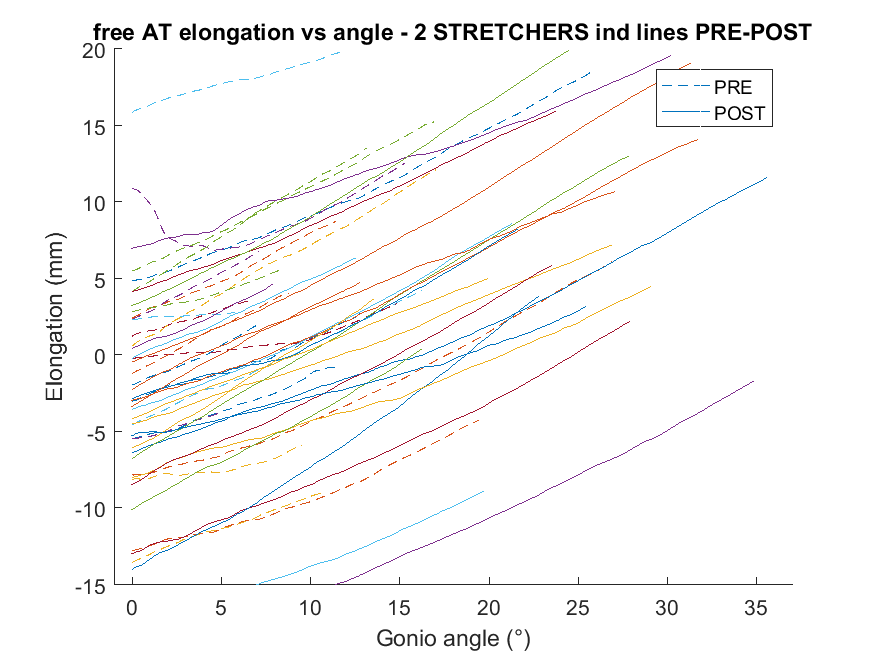 free AT elongation vs angle - 2 STRETCHERS ind lines PRE-POST
20
15
10
5
0
-5
-10
-15
Elongation (mm)
PRE
POST
0 5 10 15 20 25 30 35
Gonio angle (°)